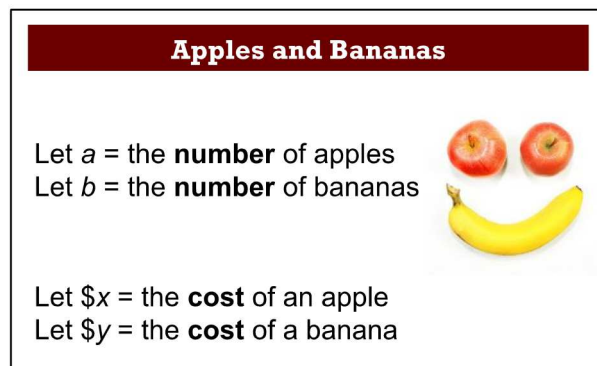 Apples and Bananas
Let a = the number of apples
Let b = the number of bananas
Let $x = the cost of an apple
Let $y = the cost of a banana